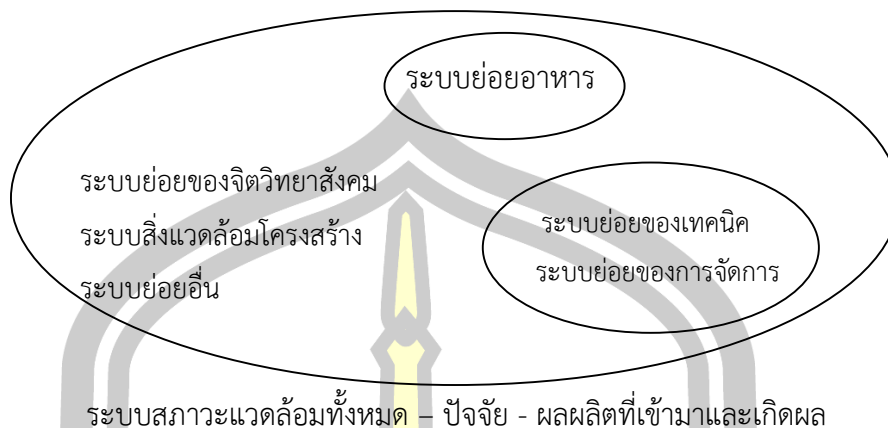 ระบบย่อยอาหาร
ระบบย่อยของจิตวิทยาสังคม
ระบบสิ่งแวดล้อมโครงสร้าง
ระบบย่อยอื่น
ระบบย่อยของเทคนิค
ระบบย่อยของการจัดการ
ระบบสภาวะแวดล้อมทั้งหมด – ปัจจัย - ผลผลิตที่เข้ามาและเกิดผล